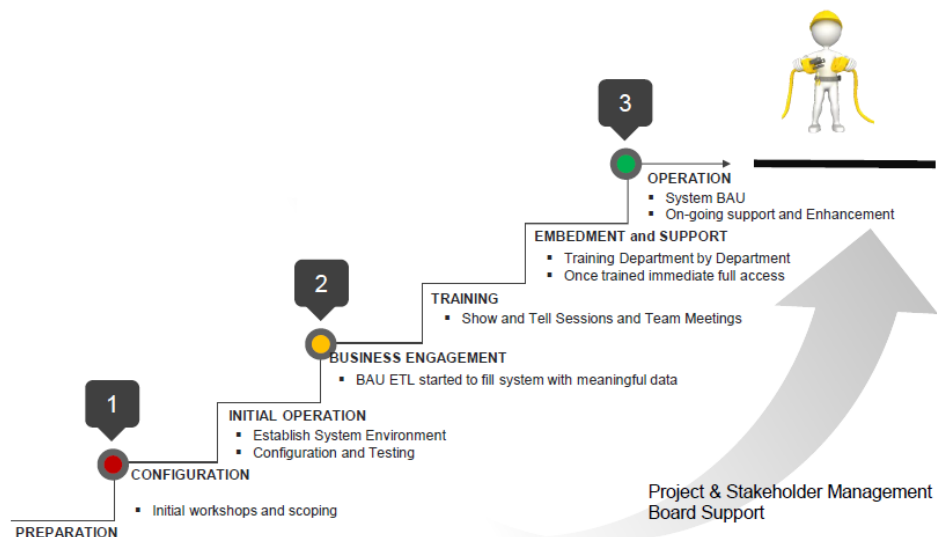 3
OPERATION
▪ System BAU
▪ On-going support and Enhancement
EMBEDMENT and SUPPORT
▪ Training Department by Department
▪ Once trained immediate full access
2
TRAINING
▪ Show and Tell Sessions and Team Meetings
BUSINESS ENGAGEMENT
▪ BAU ETL started to fill system with meaningful data
1
INITIAL OPERATION
▪ Establish System Environment
▪ Configuration and Testing
CONFIGURATION
▪ Initial workshops and scoping
PREPARATION
Project & Stakeholder Management
Board Support